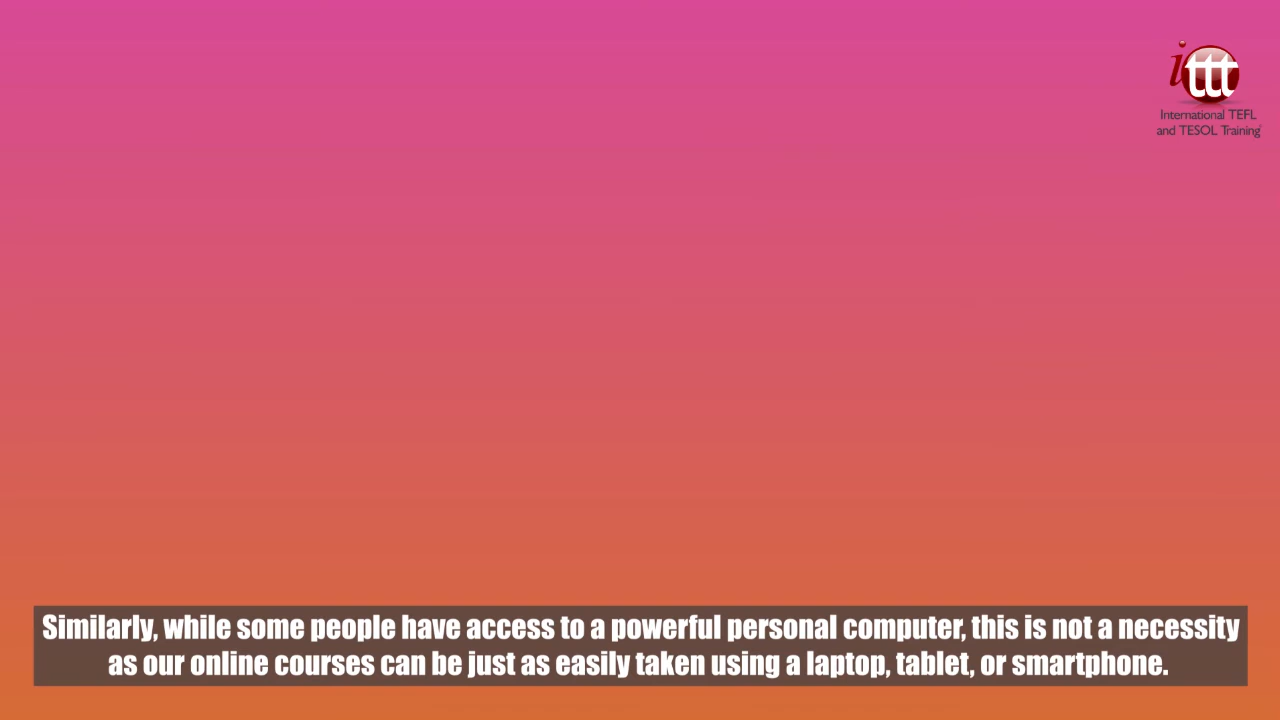 ittt
International TEFL
and TESOL Training
Similarly, while some people have access to a powerful personal computer, this is not a necessity
as our online courses can be just as easily taken using a laptop, tablet, or smartphone.